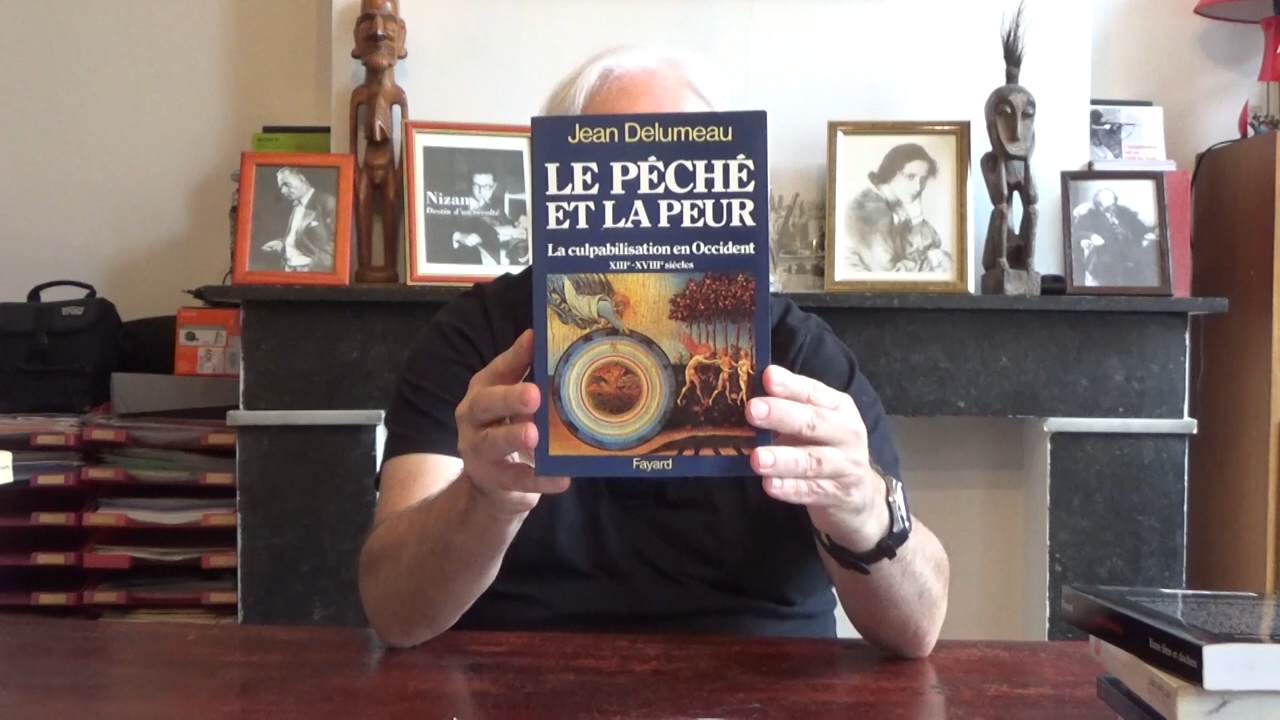 Jean Delumeau
LE PÉCHÉ
ET LA PEUR
La culpabilisation en Occident
XIIIᵉ-XVIIIᵉ siècles
Fayard
Nizan
Destin d'un révolté
SONY